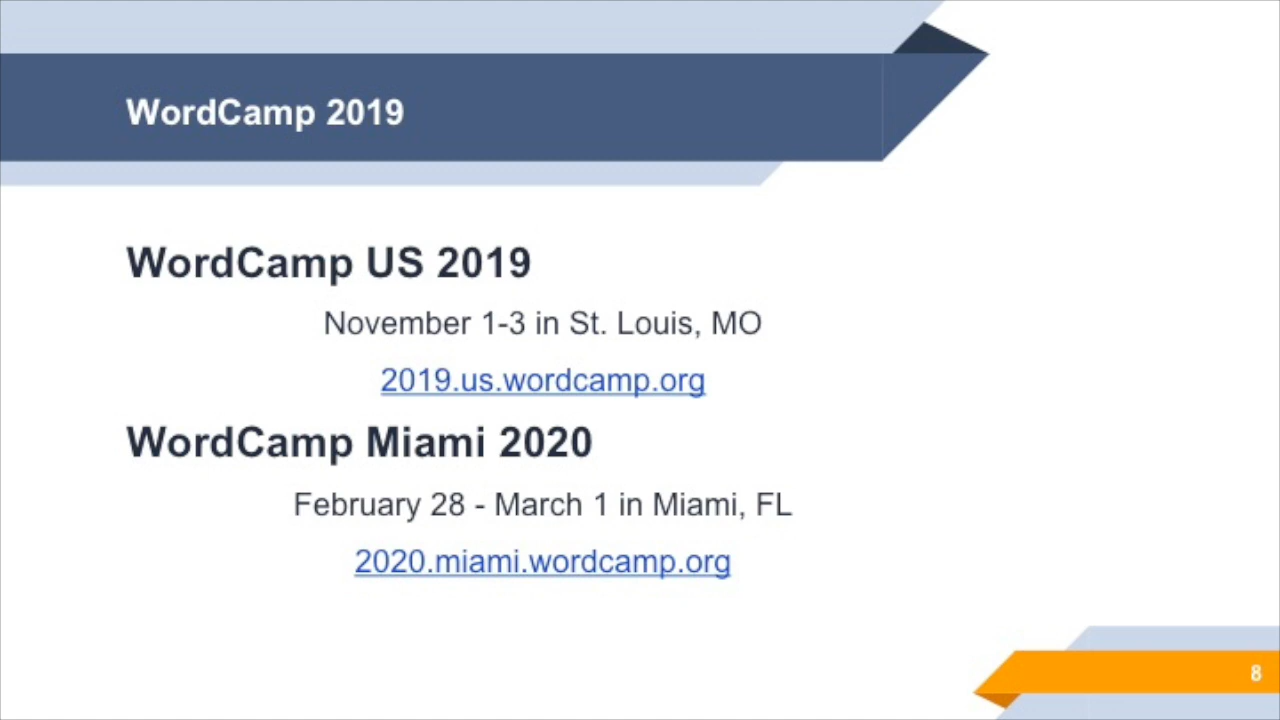 WordCamp 2019
WordCamp US 2019
November 1-3 in St. Louis, MO
2019.us.wordcamp.org
WordCamp Miami 2020
February 28 - March 1 in Miami, FL
2020.miami.wordcamp.org
8